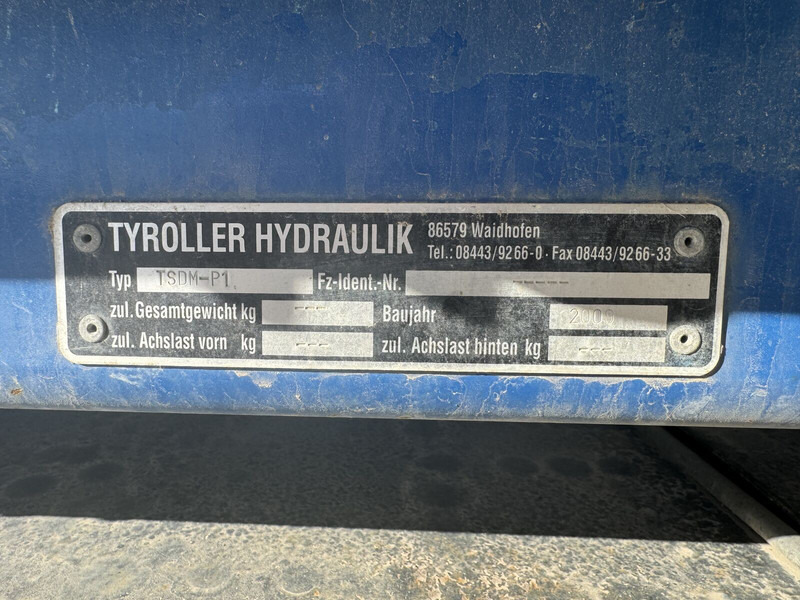 TYROLLER HYDRAULIK
86579 Waidhofen
Tel.: 08443/9266-0 · Fax 08443/9266-33
Typ TSDM-P1 Fz-Ident.-Nr. -----
zul. Gesamtgewicht kg --- Baujahr 2009
zul. Achslast vorn kg --- zul. Achslast hinten kg ---